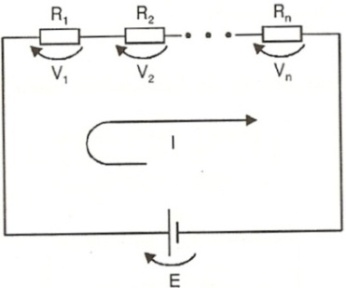 R₁ R₂ Rₙ
V₁ V₂ Vₙ
I
E